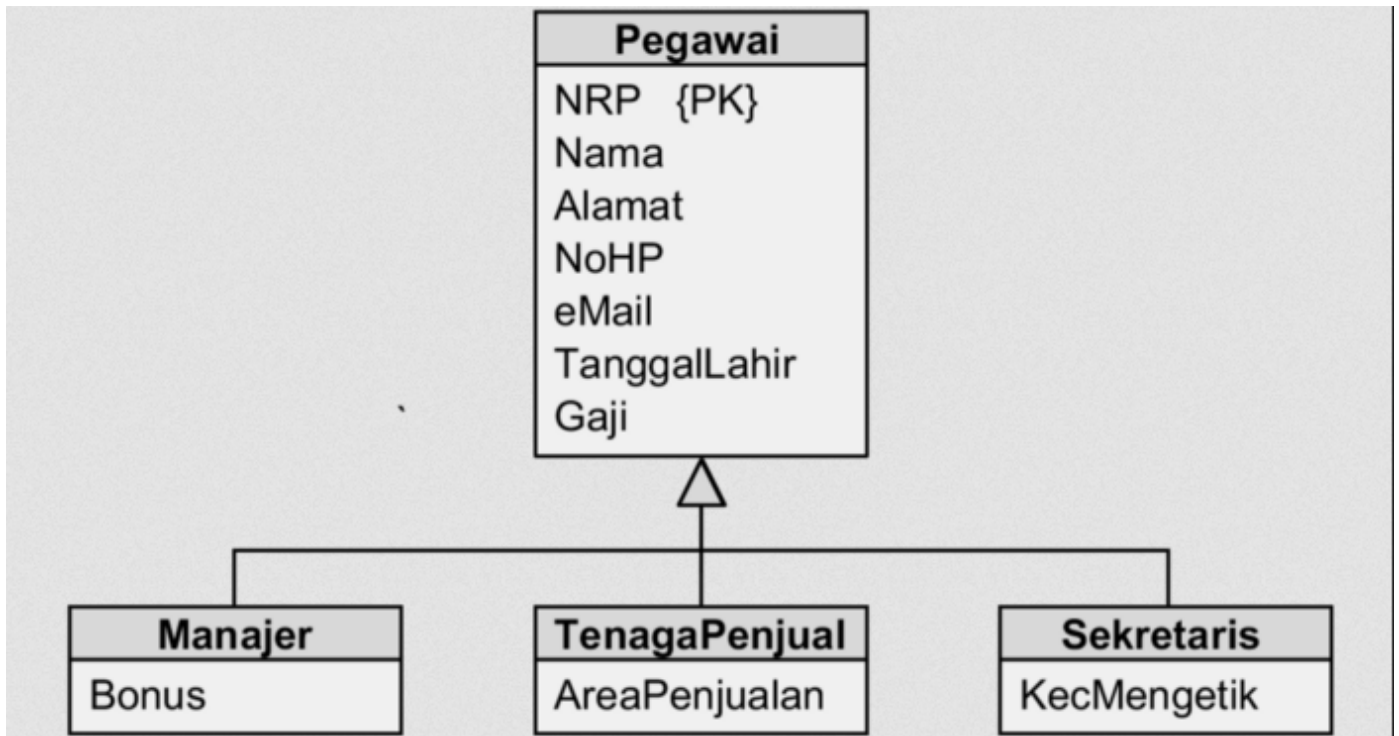 Pegawai
NRP {PK}
Nama
Alamat
NoHP
eMail
TanggalLahir
Gaji
Manajer
Bonus
TenagaPenjual
AreaPenjualan
Sekretaris
KecMengetik